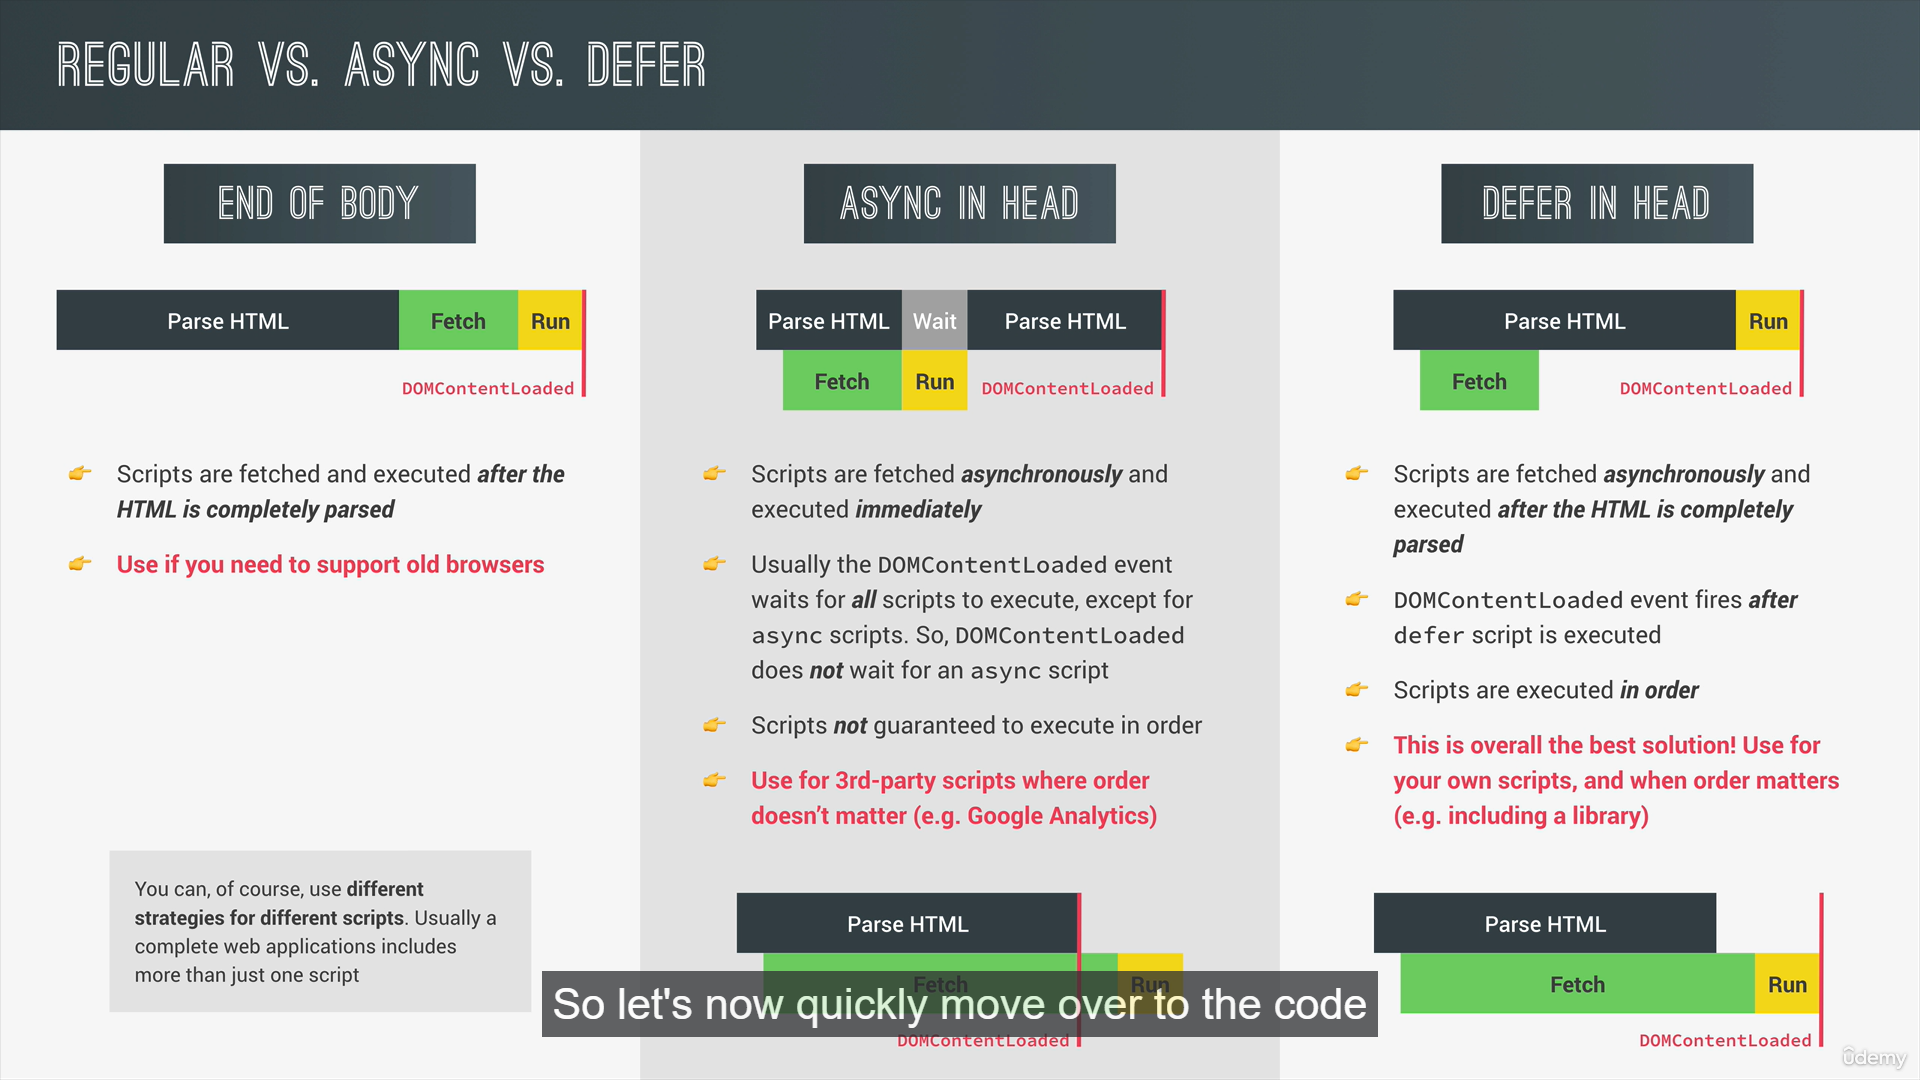 REGULAR VS. ASYNC VS. DEFER
END OF BODY
Parse HTML
Fetch
Run
DOMContentLoaded
Scripts are fetched and executed after the
HTML is completely parsed
Use if you need to support old browsers
You can, of course, use different
strategies for different scripts. Usually a
complete web applications includes
more than just one script
ASYNC IN HEAD
Parse HTML
Wait
Parse HTML
Fetch
Run
DOMContentLoaded
Scripts are fetched asynchronously and
executed immediately
Usually the DOMContentLoaded event
waits for all scripts to execute, except for
async scripts. So, DOMContentLoaded
does not wait for an async script
Scripts not guaranteed to execute in order
Use for 3rd-party scripts where order
doesn’t matter (e.g. Google Analytics)
Parse HTML
Fetch
Run
DOMContentLoaded
DEFER IN HEAD
Parse HTML
Run
Fetch
DOMContentLoaded
Scripts are fetched asynchronously and
executed after the HTML is completely
parsed
DOMContentLoaded event fires after
defer script is executed
Scripts are executed in order
This is overall the best solution! Use for
your own scripts, and when order matters
(e.g. including a library)
Parse HTML
Fetch
Run
DOMContentLoaded
So let's now quickly move over to the code
udemy